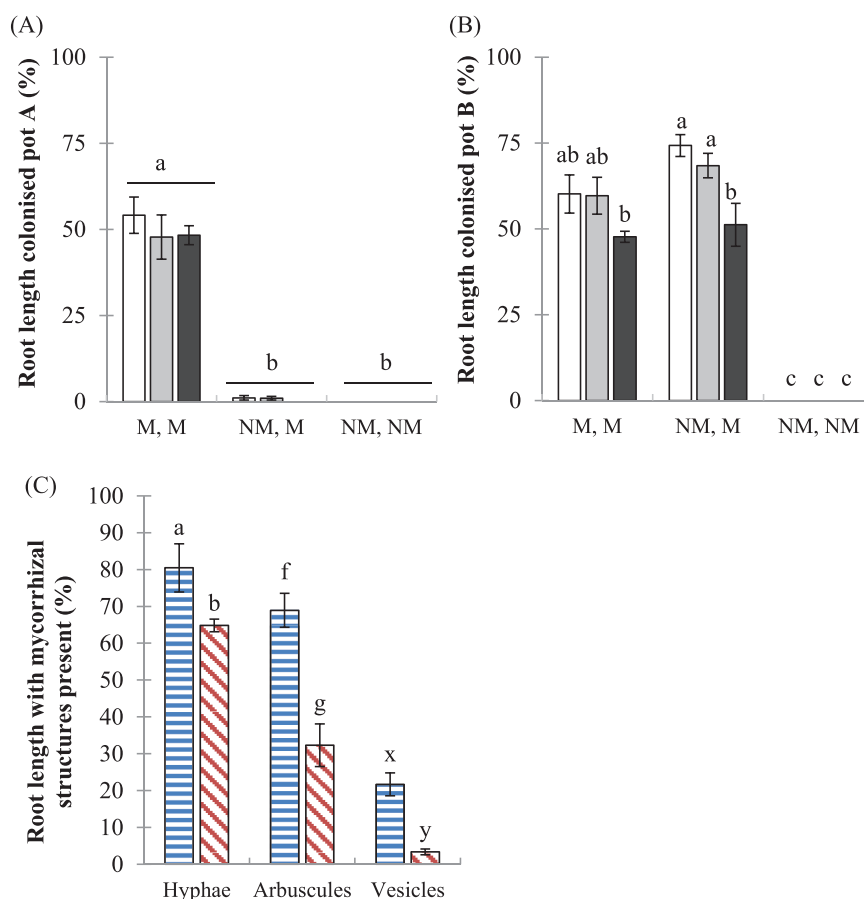 (A)
Root length colonised pot A (%)
100
75
50
25
0
a
b
b
M, M
NM, M
NM, NM
(B)
Root length colonised pot B (%)
100
75
50
25
0
ab ab b
a a b
c c c
M, M
NM, M
NM, NM
(C)
Root length with mycorrhizal
structures present (%)
100
90
80
70
60
50
40
30
20
10
0
a
b
f
g
x
y
Hyphae
Arbuscules
Vesicles